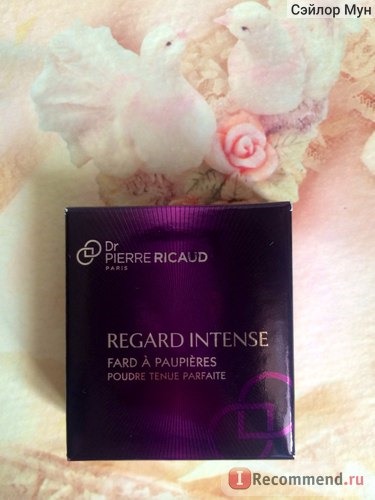 Сэйлор Мун
Dr
PIERRE RICAUD
PARIS
REGARD INTENSE
FARD À PAUPIÈRES
POUDRE TENUE PARFAITE
I Recommend.ru